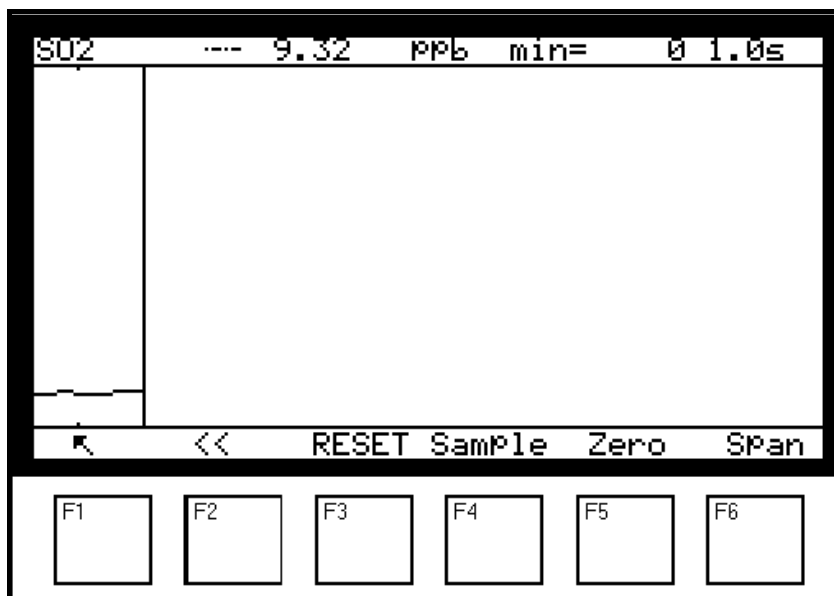 SO2 ---- 9.32 ppb min= 0 1.0s
<< RESET Sample Zero Span
F1 F2 F3 F4 F5 F6